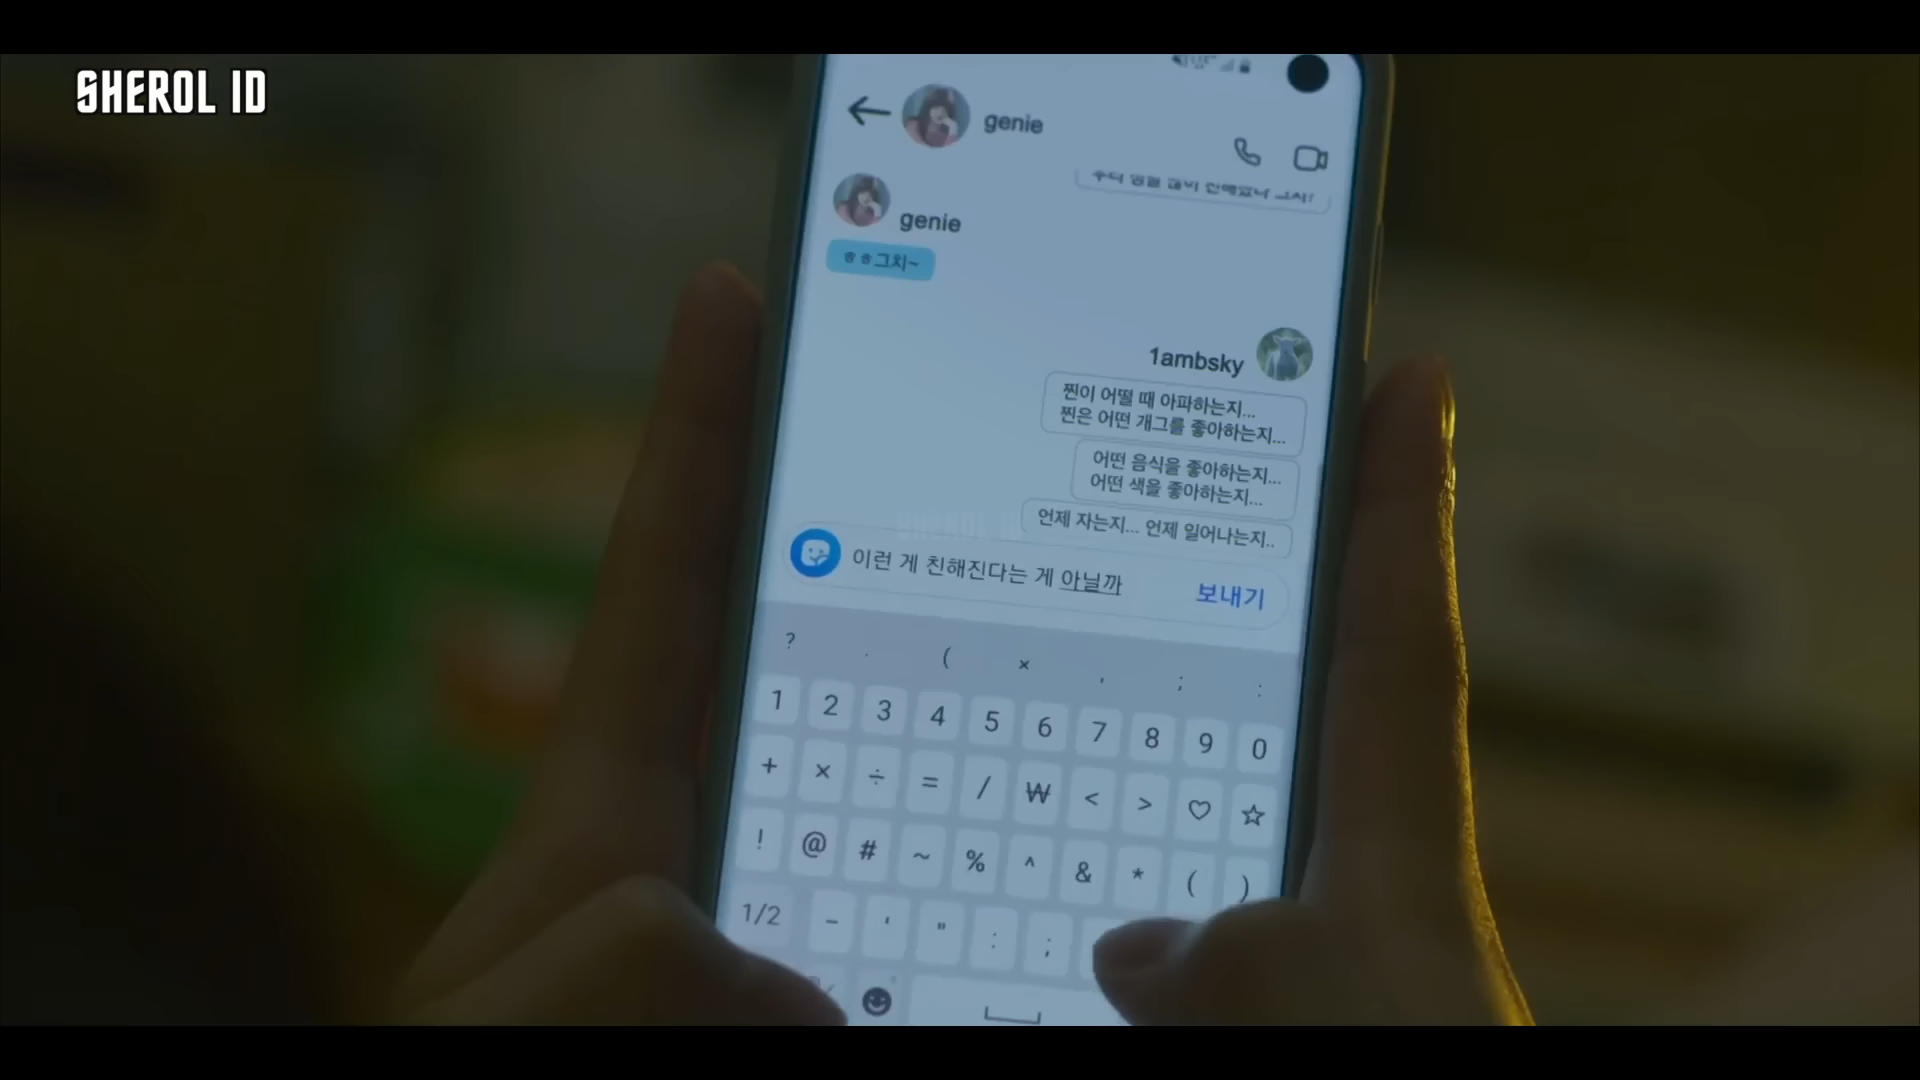 SHEROL ID
genie
genie
ㅎㅎ그치~
1ambsky
찐이 어떨 때 아파하는지...
찐은 어떤 개그를 좋아하는지...
어떤 음식을 좋아하는지...
어떤 색을 좋아하는지...
언제 자는지... 언제 일어나는지..
이런 게 친해진다는 게 아닐까
보내기
? . ( × , ; :
1 2 3 4 5 6 7 8 9 0
+ × ÷ = / ₩ < > ♡ ☆
! @ # ~ % ^ & * ( )
1/2 - ' " : ;